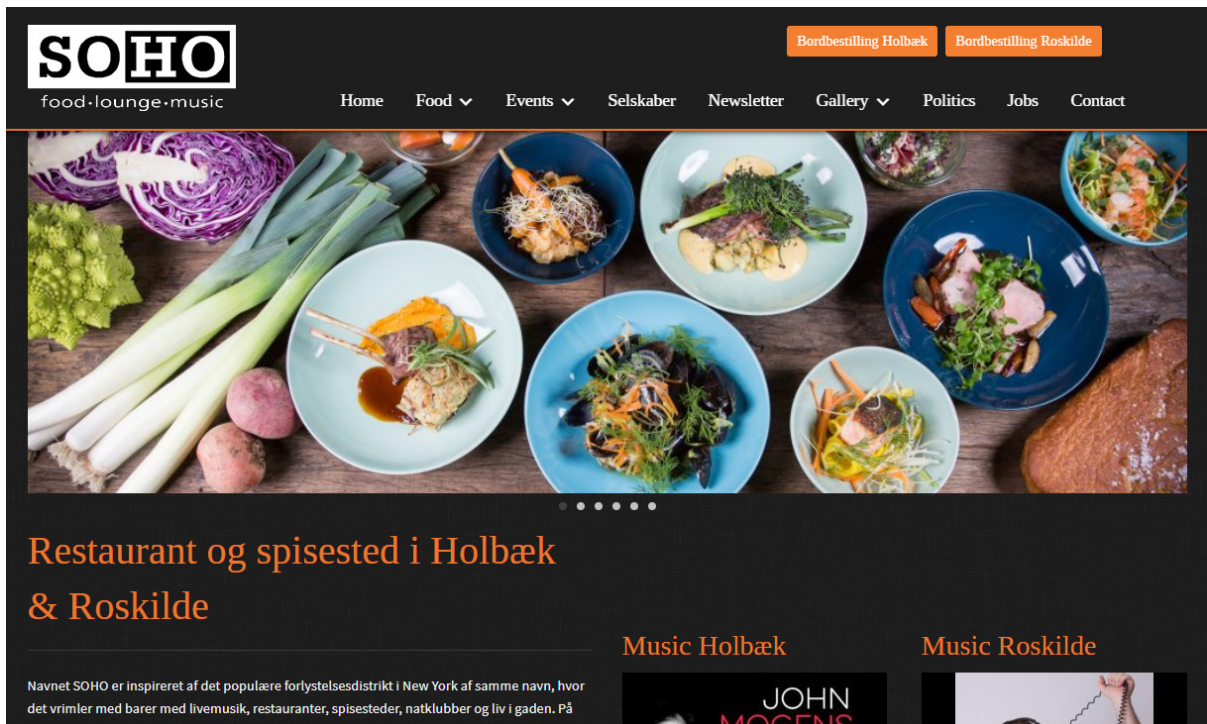 SOHO
food·lounge·music
Bordbestilling Holbæk
Bordbestilling Roskilde
Home
Food
Events
Selskaber
Newsletter
Gallery
Politics
Jobs
Contact
Restaurant og spisested i Holbæk
& Roskilde
Navnet SOHO er inspireret af det populære forlystelsesdistrikt i New York af samme navn, hvor
det vrimler med barer med livemusik, restauranter, spisesteder, natklubber og liv i gaden. På
Music Holbæk
JOHN
MOGENS
Music Roskilde